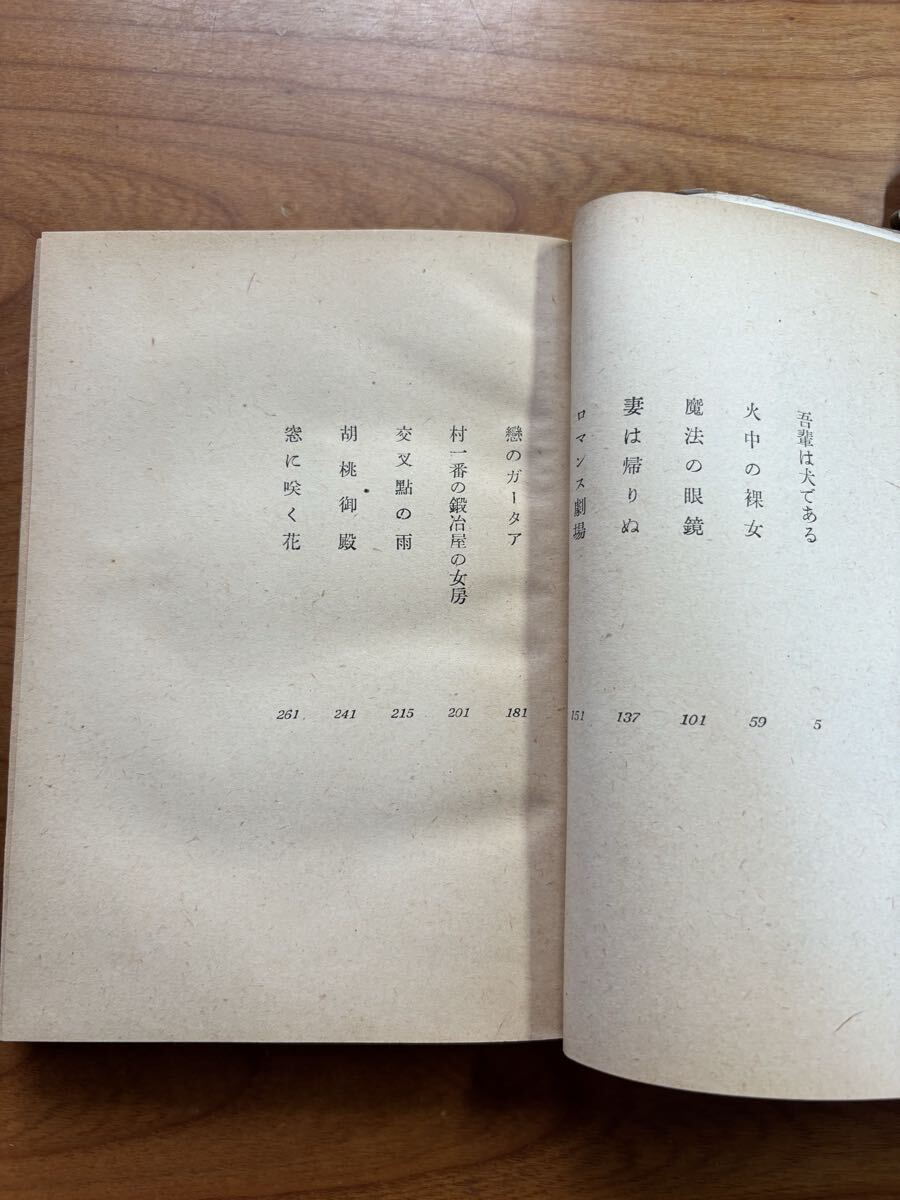 吾輩は犬である 5
火中の裸女 59
魔法の眼鏡 101
妻は帰りぬ 137
ロマンス劇場 151
戀のガータア 181
村一番の鍛冶屋の女房 201
交叉點の雨 215
胡桃御殿 241
窓に咲く花 261